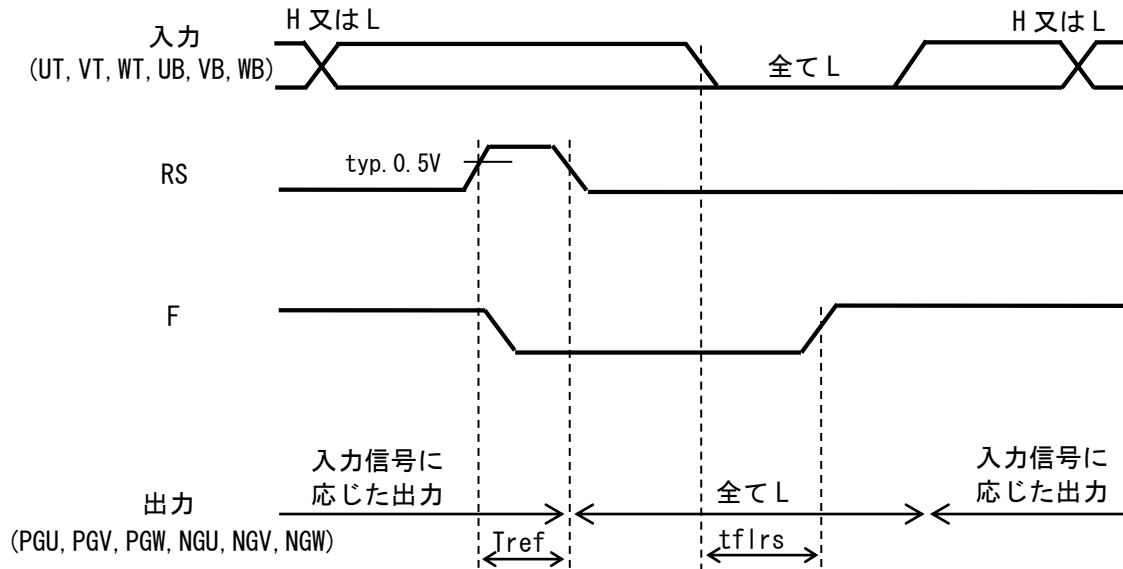 H 又は L
H 又は L
入力
(UT, VT, WT, UB, VB, WB)
全て L
typ. 0. 5V
RS
F
入力信号に
応じた出力
全て L
入力信号に
応じた出力
出力
(PGU, PGV, PGW, NGU, NGV, NGW)
Tref
tflrs